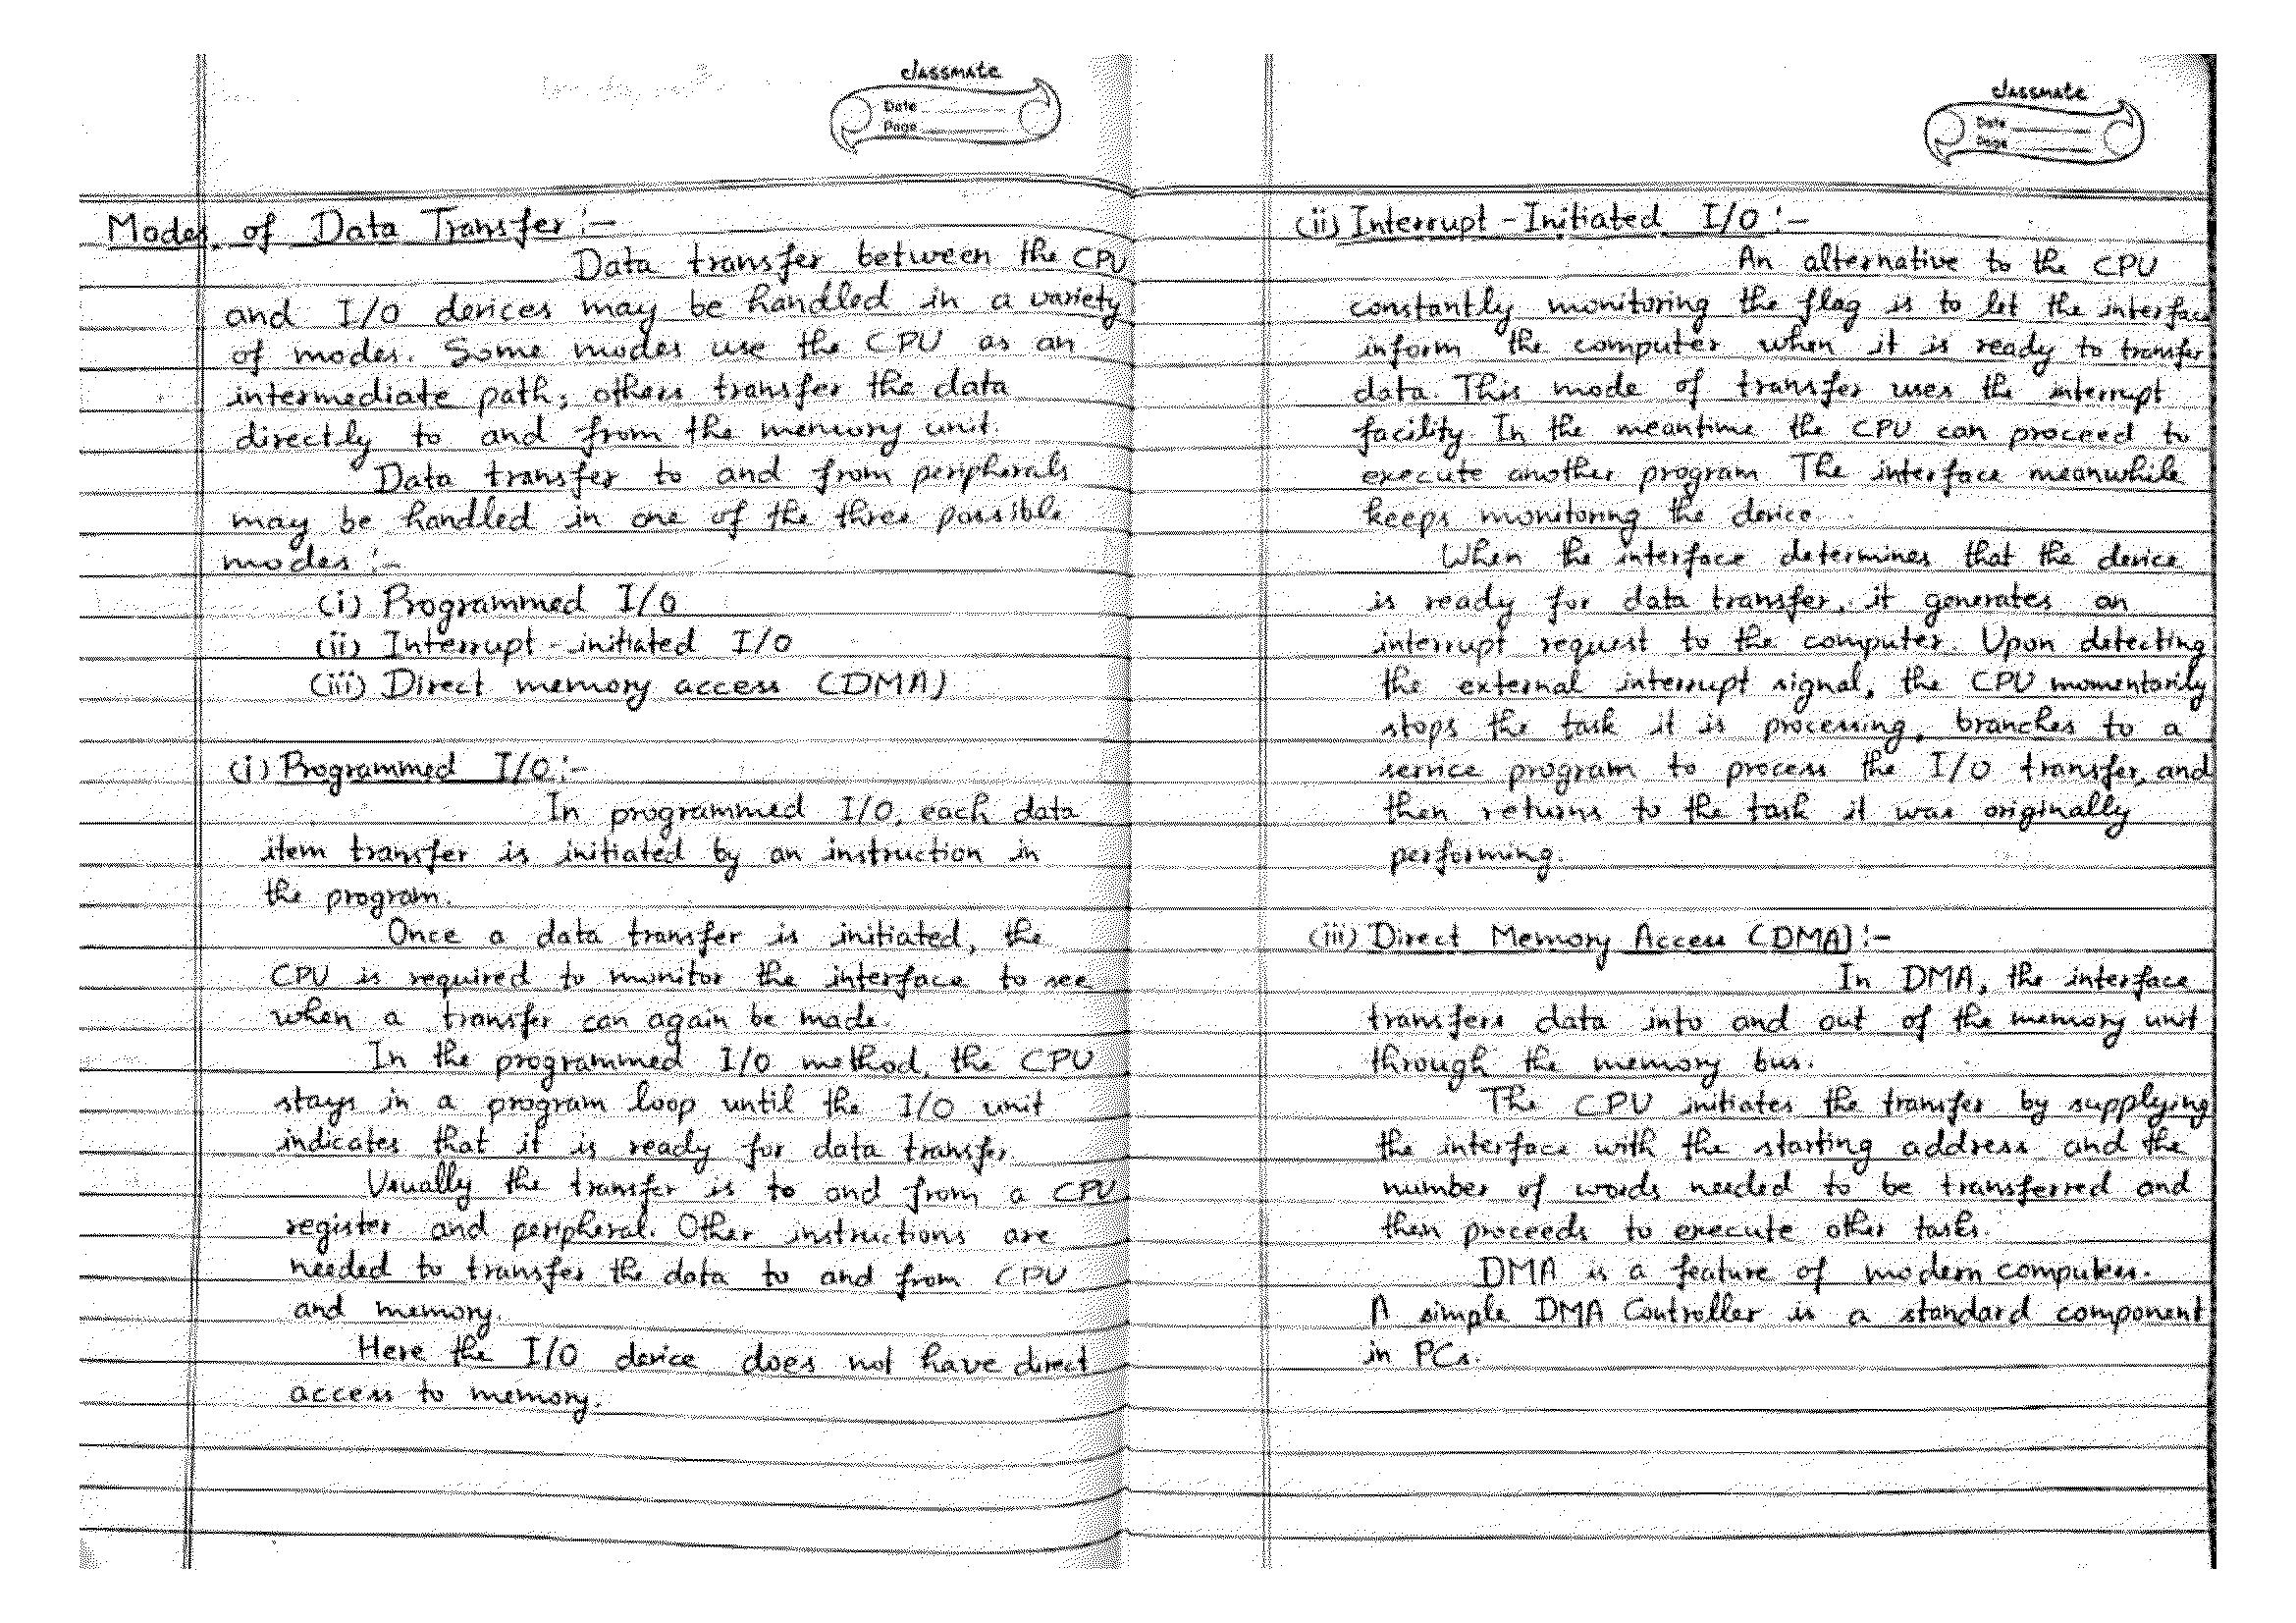 classmate
Date
Page
Modes of Data Transfer :-
Data transfer between the CPU
and I/O devices may be handled in a variety
of modes. Some modes use the CPU as an
intermediate path; others transfer the data
directly to and from the memory unit.
Data transfer to and from peripherals
may be handled in one of the three possible
modes :-
(i) Programmed I/O
(ii) Interrupt-initiated I/O
(iii) Direct memory access (DMA)
(i) Programmed I/O :-
In programmed I/O, each data
item transfer is initiated by an instruction in
the program.
Once a data transfer is initiated, the
CPU is required to monitor the interface to see
when a transfer can again be made.
In the programmed I/O method, the CPU
stays in a program loop until the I/O unit
indicates that it is ready for data transfer.
Usually the transfer is to and from a CPU
register and peripheral. Other instructions are
needed to transfer the data to and from CPU
and memory.
Here the I/O device does not have direct
access to memory.
classmate
Date
Page
(ii) Interrupt-Initiated I/O :-
An alternative to the CPU
constantly monitoring the flag is to let the interface
inform the computer when it is ready to transfer
data. This mode of transfer uses the interrupt
facility. In the meantime the CPU can proceed to
execute another program The interface meanwhile
keeps monitoring the device.
When the interface determines that the device
is ready for data transfer, it generates an
interrupt request to the computer. Upon detecting
the external interrupt signal, the CPU momentarily
stops the task it is processing, branches to a
service program to process the I/O transfer, and
then returns to the task it was originally
performing.
(iii) Direct Memory Access (DMA) :-
In DMA, the interface
transfers data into and out of the memory unit
through the memory bus.
The CPU initiates the transfer by supplying
the interface with the starting address and the
number of words needed to be transferred and
then proceeds to execute other tasks.
DMA is a feature of modern computers.
A simple DMA Controller is a standard component
in PCs.